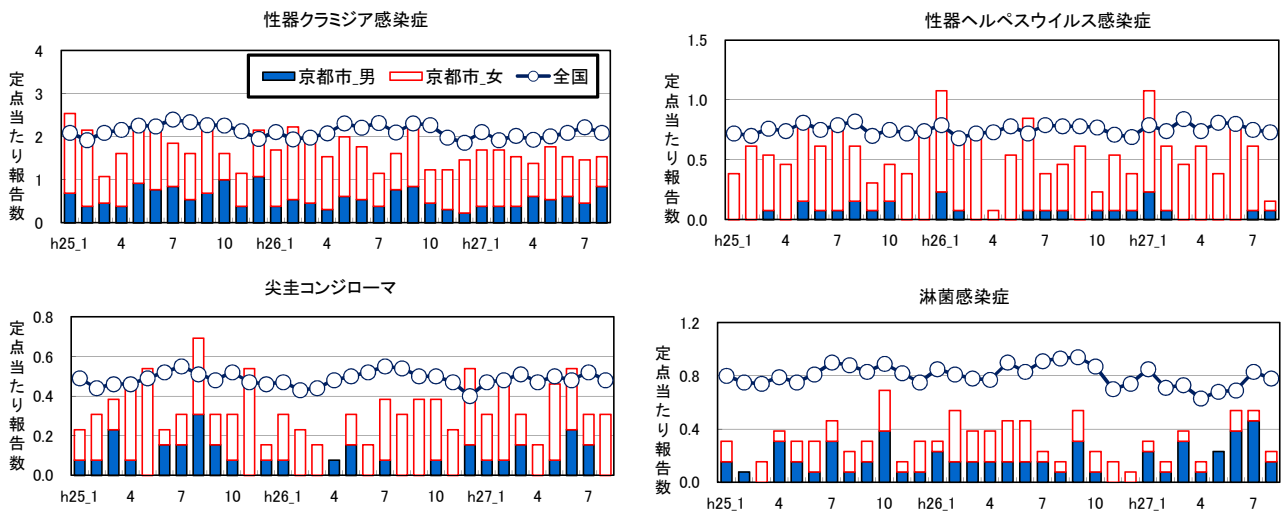 性器クラミジア感染症
定点当たり報告数
4
3
2
1
0
京都市_男 京都市_女 全国
h25_1 4 7 10 h26_1 4 7 10 h27_1 4 7
性器ヘルペスウイルス感染症
定点当たり報告数
1.5
1.0
0.5
0.0
h25_1 4 7 10 h26_1 4 7 10 h27_1 4 7
尖圭コンジローマ
定点当たり報告数
0.8
0.6
0.4
0.2
0.0
h25_1 4 7 10 h26_1 4 7 10 h27_1 4 7
淋菌感染症
定点当たり報告数
1.2
0.8
0.4
0.0
h25_1 4 7 10 h26_1 4 7 10 h27_1 4 7